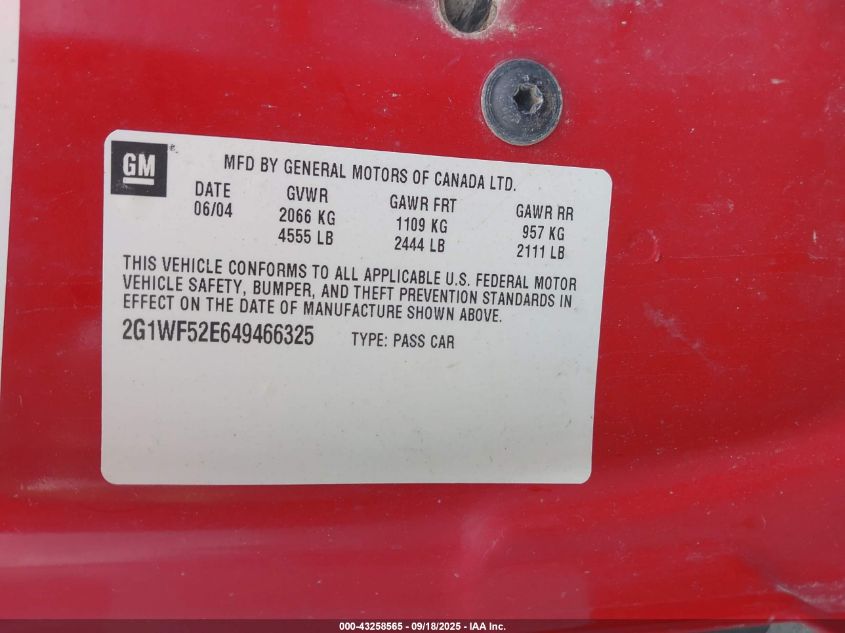 GM
MFD BY GENERAL MOTORS OF CANADA LTD.
DATE GVWR GAWR FRT GAWR RR
06/04 2066 KG 1109 KG 957 KG
4555 LB 2444 LB 2111 LB
THIS VEHICLE CONFORMS TO ALL APPLICABLE U.S. FEDERAL MOTOR
VEHICLE SAFETY, BUMPER, AND THEFT PREVENTION STANDARDS IN
EFFECT ON THE DATE OF MANUFACTURE SHOWN ABOVE.
2G1WF52E649466325 TYPE: PASS CAR
000-43258565 - 09/18/2025 - IAA Inc.